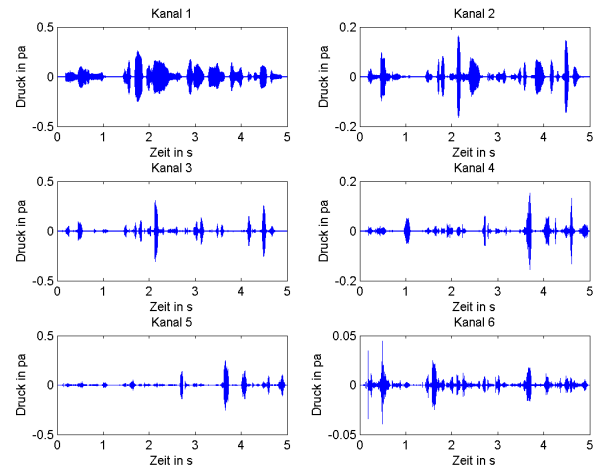 Kanal 1
0.5
0
-0.5
Druck in pa
0 1 2 3 4 5
Zeit in s
Kanal 2
0.2
0
-0.2
Druck in pa
0 1 2 3 4 5
Zeit in s
Kanal 3
0.5
0
-0.5
Druck in pa
0 1 2 3 4 5
Zeit in s
Kanal 4
0.2
0
-0.2
Druck in pa
0 1 2 3 4 5
Zeit in s
Kanal 5
0.5
0
-0.5
Druck in pa
0 1 2 3 4 5
Zeit in s
Kanal 6
0.05
0
-0.05
Druck in pa
0 1 2 3 4 5
Zeit in s